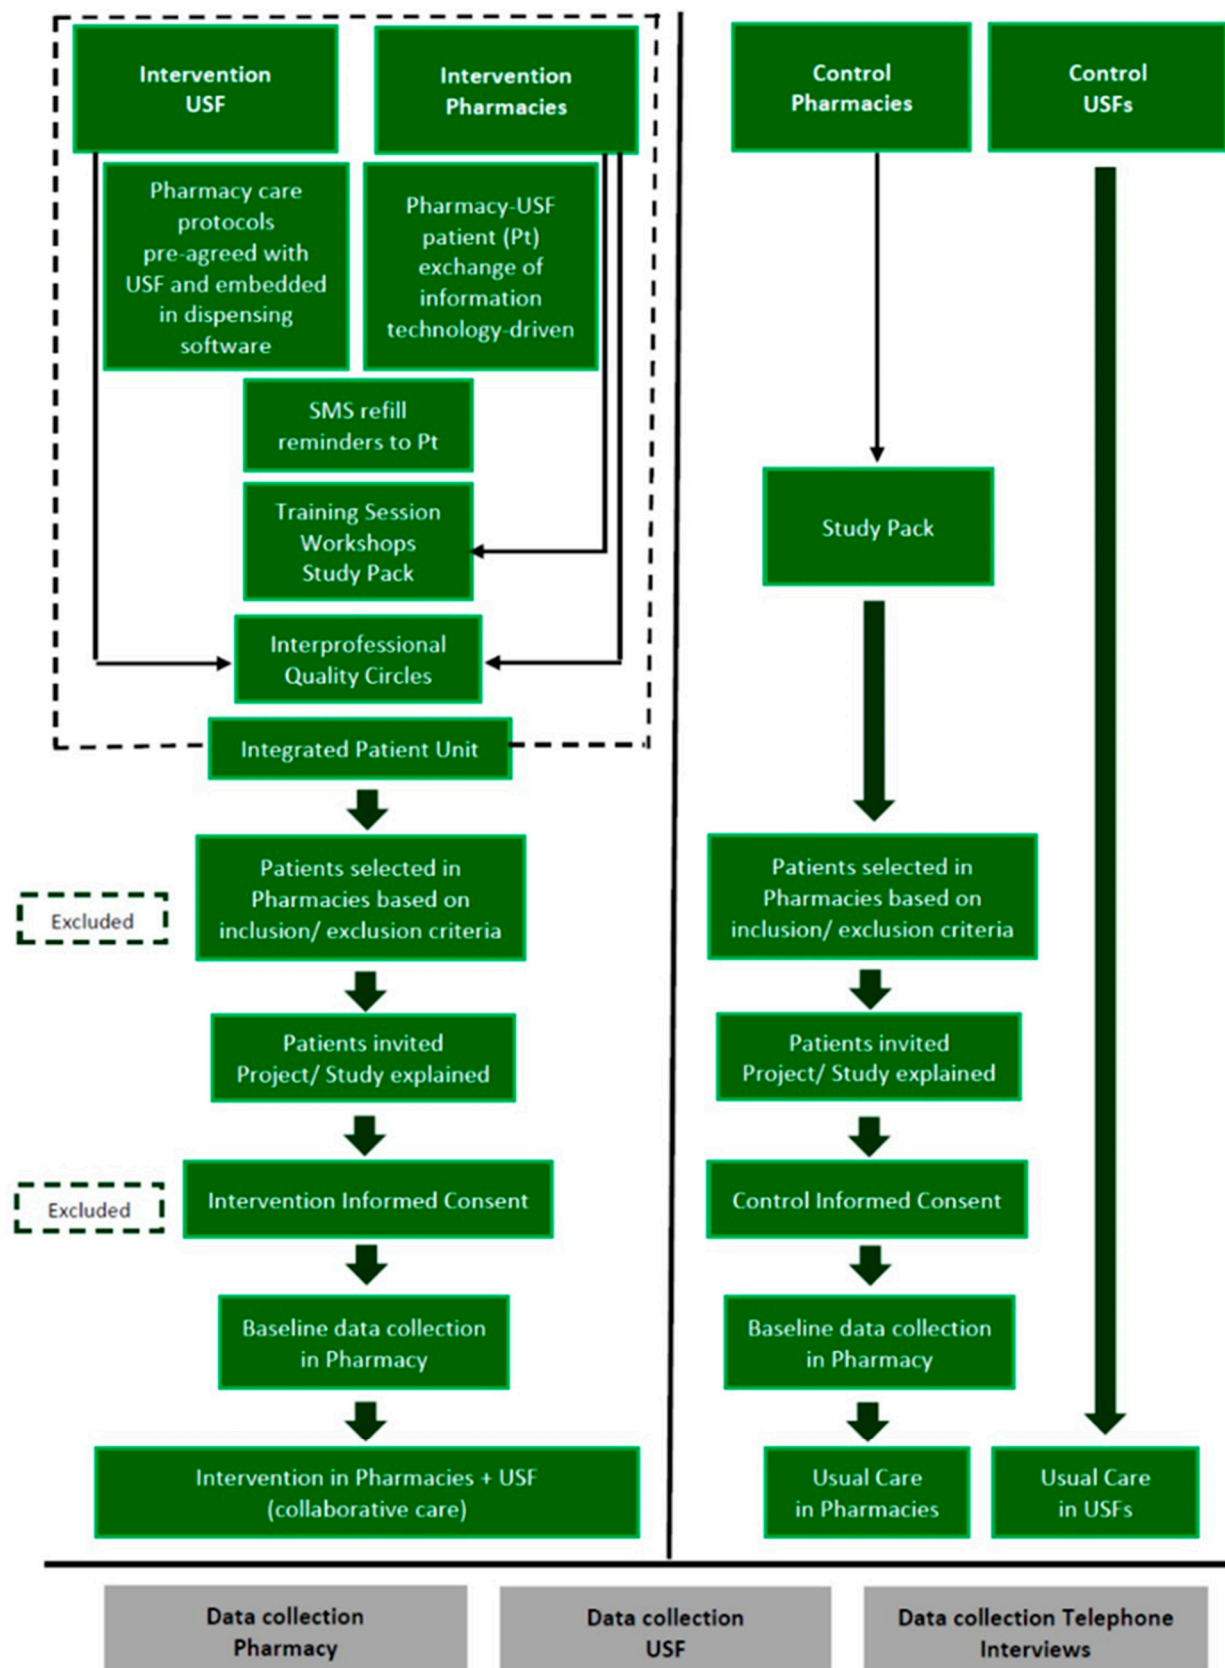 Intervention
USF
Intervention
Pharmacies
Control
Pharmacies
Control
USFs
Pharmacy care
protocols
pre-agreed with
USF and embedded
in dispensing
software
Pharmacy-USF
patient (Pt)
exchange of
information
technology-driven
SMS refill
reminders to Pt
Training Session
Workshops
Study Pack
Study Pack
Interprofessional
Quality Circles
Integrated Patient Unit
Excluded
Patients selected in
Pharmacies based on
inclusion/ exclusion criteria
Patients selected in
Pharmacies based on
inclusion/ exclusion criteria
Patients invited
Project/ Study explained
Patients invited
Project/ Study explained
Excluded
Intervention Informed Consent
Control Informed Consent
Baseline data collection
in Pharmacy
Baseline data collection
in Pharmacy
Intervention in Pharmacies + USF
(collaborative care)
Usual Care
in Pharmacies
Usual Care
in USFs
Data collection
Pharmacy
Data collection
USF
Data collection Telephone
Interviews